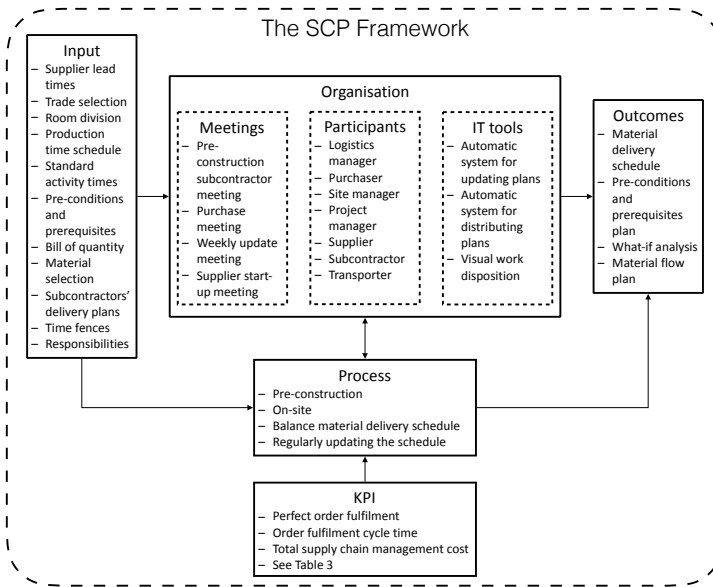 The SCP Framework
Input
– Supplier lead
times
– Trade selection
– Room division
– Production
time schedule
– Standard
activity times
– Pre-conditions
and
prerequisites
– Bill of quantity
– Material
selection
– Subcontractors’
delivery plans
– Time fences
– Responsibilities
Organisation
Meetings
– Pre-
construction
subcontractor
meeting
– Purchase
meeting
– Weekly update
meeting
– Supplier start-
up meeting
Participants
– Logistics
manager
– Purchaser
– Site manager
– Project
manager
– Supplier
– Subcontractor
– Transporter
IT tools
– Automatic
system for
updating plans
– Automatic
system for
distributing
plans
– Visual work
disposition
Outcomes
– Material
delivery
schedule
– Pre-conditions
and
prerequisites
plan
– What-if analysis
– Material flow
plan
Process
– Pre-construction
– On-site
– Balance material delivery schedule
– Regularly updating the schedule
KPI
– Perfect order fulfilment
– Order fulfilment cycle time
– Total supply chain management cost
– See Table 3